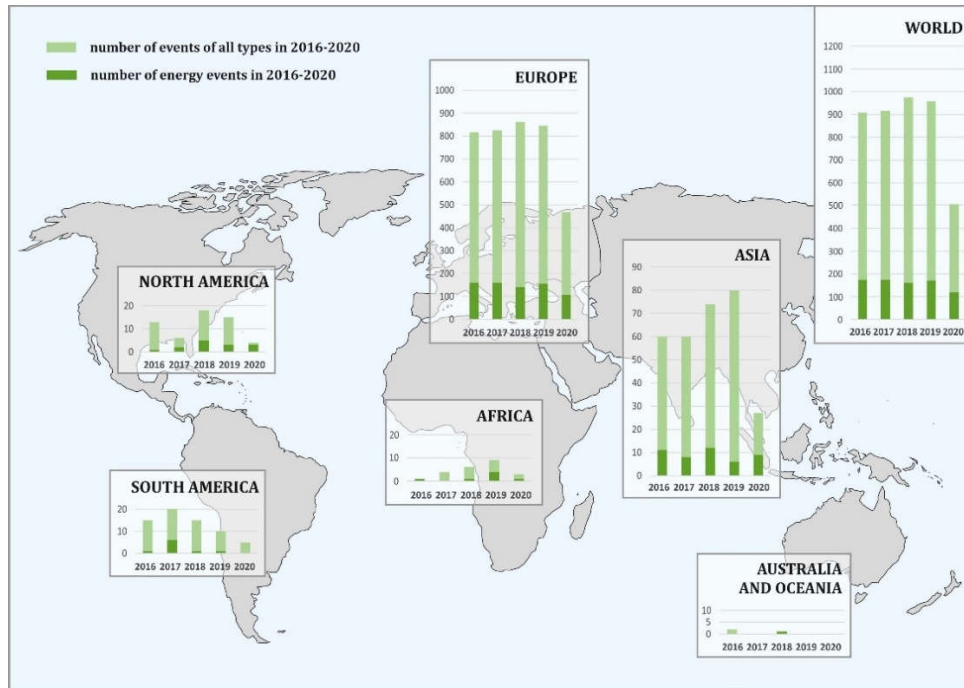 number of events of all types in 2016-2020
number of energy events in 2016-2020
WORLD
1200
1100
1000
900
800
700
600
500
400
300
200
100
0
2016 2017 2018 2019 2020
EUROPE
1000
900
800
700
600
500
400
300
200
100
0
2016 2017 2018 2019 2020
ASIA
90
80
70
60
50
40
30
20
10
0
2016 2017 2018 2019 2020
NORTH AMERICA
20
10
0
2016 2017 2018 2019 2020
AFRICA
20
10
0
2016 2017 2018 2019 2020
SOUTH AMERICA
20
10
0
2016 2017 2018 2019 2020
AUSTRALIA
AND OCEANIA
10
5
0
2016 2017 2018 2019 2020